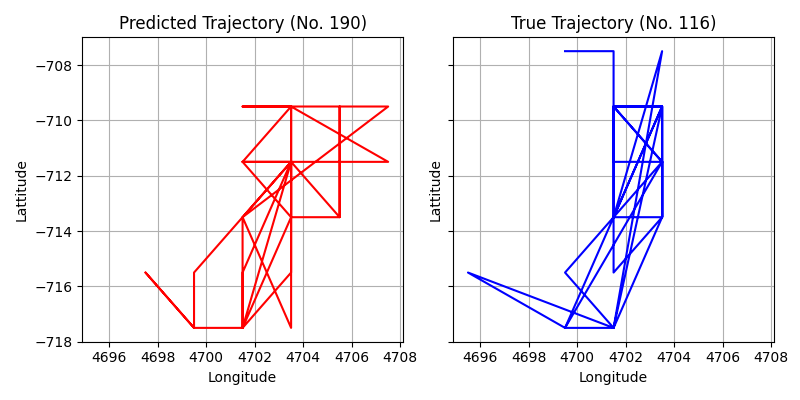 Predicted Trajectory (No. 190)
True Trajectory (No. 116)
Lattitude
−708
−710
−712
−714
−716
−718
Lattitude
4696 4698 4700 4702 4704 4706 4708
4696 4698 4700 4702 4704 4706 4708
Longitude
Longitude